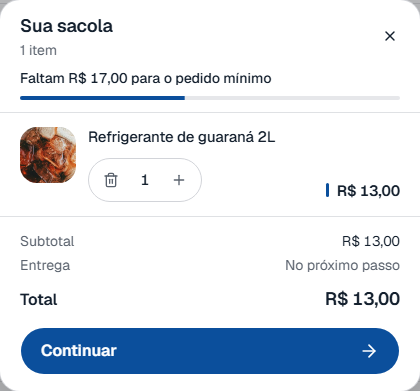 Sua sacola
1 item
Faltam R$ 17,00 para o pedido mínimo
Refrigerante de guaraná 2L
1
R$ 13,00
Subtotal R$ 13,00
Entrega No próximo passo
Total R$ 13,00
Continuar